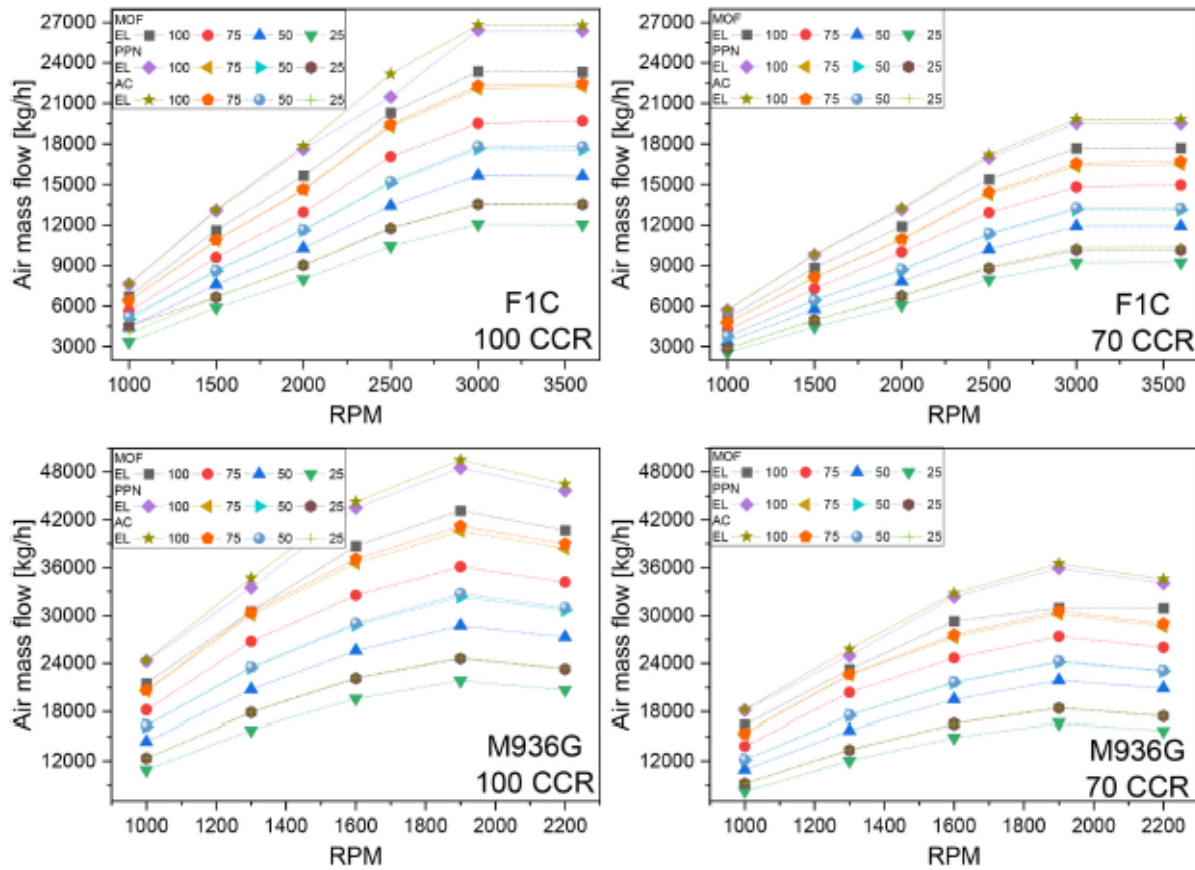 MOF
EL 100 75 50 25
PPN
EL 100 75 50 25
AC
EL 100 75 50 25
27000
24000
21000
18000
15000
12000
9000
6000
3000
Air mass flow [kg/h]
F1C
100 CCR
1000 1500 2000 2500 3000 3500
RPM
MOF
EL 100 75 50 25
PPN
EL 100 75 50 25
AC
EL 100 75 50 25
27000
24000
21000
18000
15000
12000
9000
6000
3000
Air mass flow [kg/h]
F1C
70 CCR
1000 1500 2000 2500 3000 3500
RPM
MOF
EL 100 75 50 25
PPN
EL 100 75 50 25
AC
EL 100 75 50 25
48000
42000
36000
30000
24000
18000
12000
Air mass flow [kg/h]
M936G
100 CCR
1000 1200 1400 1600 1800 2000 2200
RPM
MOF
EL 100 75 50 25
PPN
EL 100 75 50 25
AC
EL 100 75 50 25
48000
42000
36000
30000
24000
18000
12000
Air mass flow [kg/h]
M936G
70 CCR
1000 1200 1400 1600 1800 2000 2200
RPM